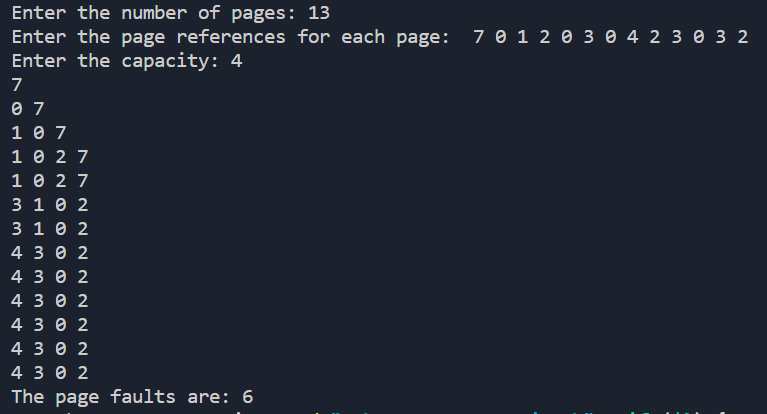 Enter the number of pages: 13
Enter the page references for each page:  7 0 1 2 0 3 0 4 2 3 0 3 2
Enter the capacity: 4
7
0 7
1 0 7
1 0 2 7
1 0 2 7
3 1 0 2
3 1 0 2
4 3 0 2
4 3 0 2
4 3 0 2
4 3 0 2
4 3 0 2
4 3 0 2
The page faults are: 6